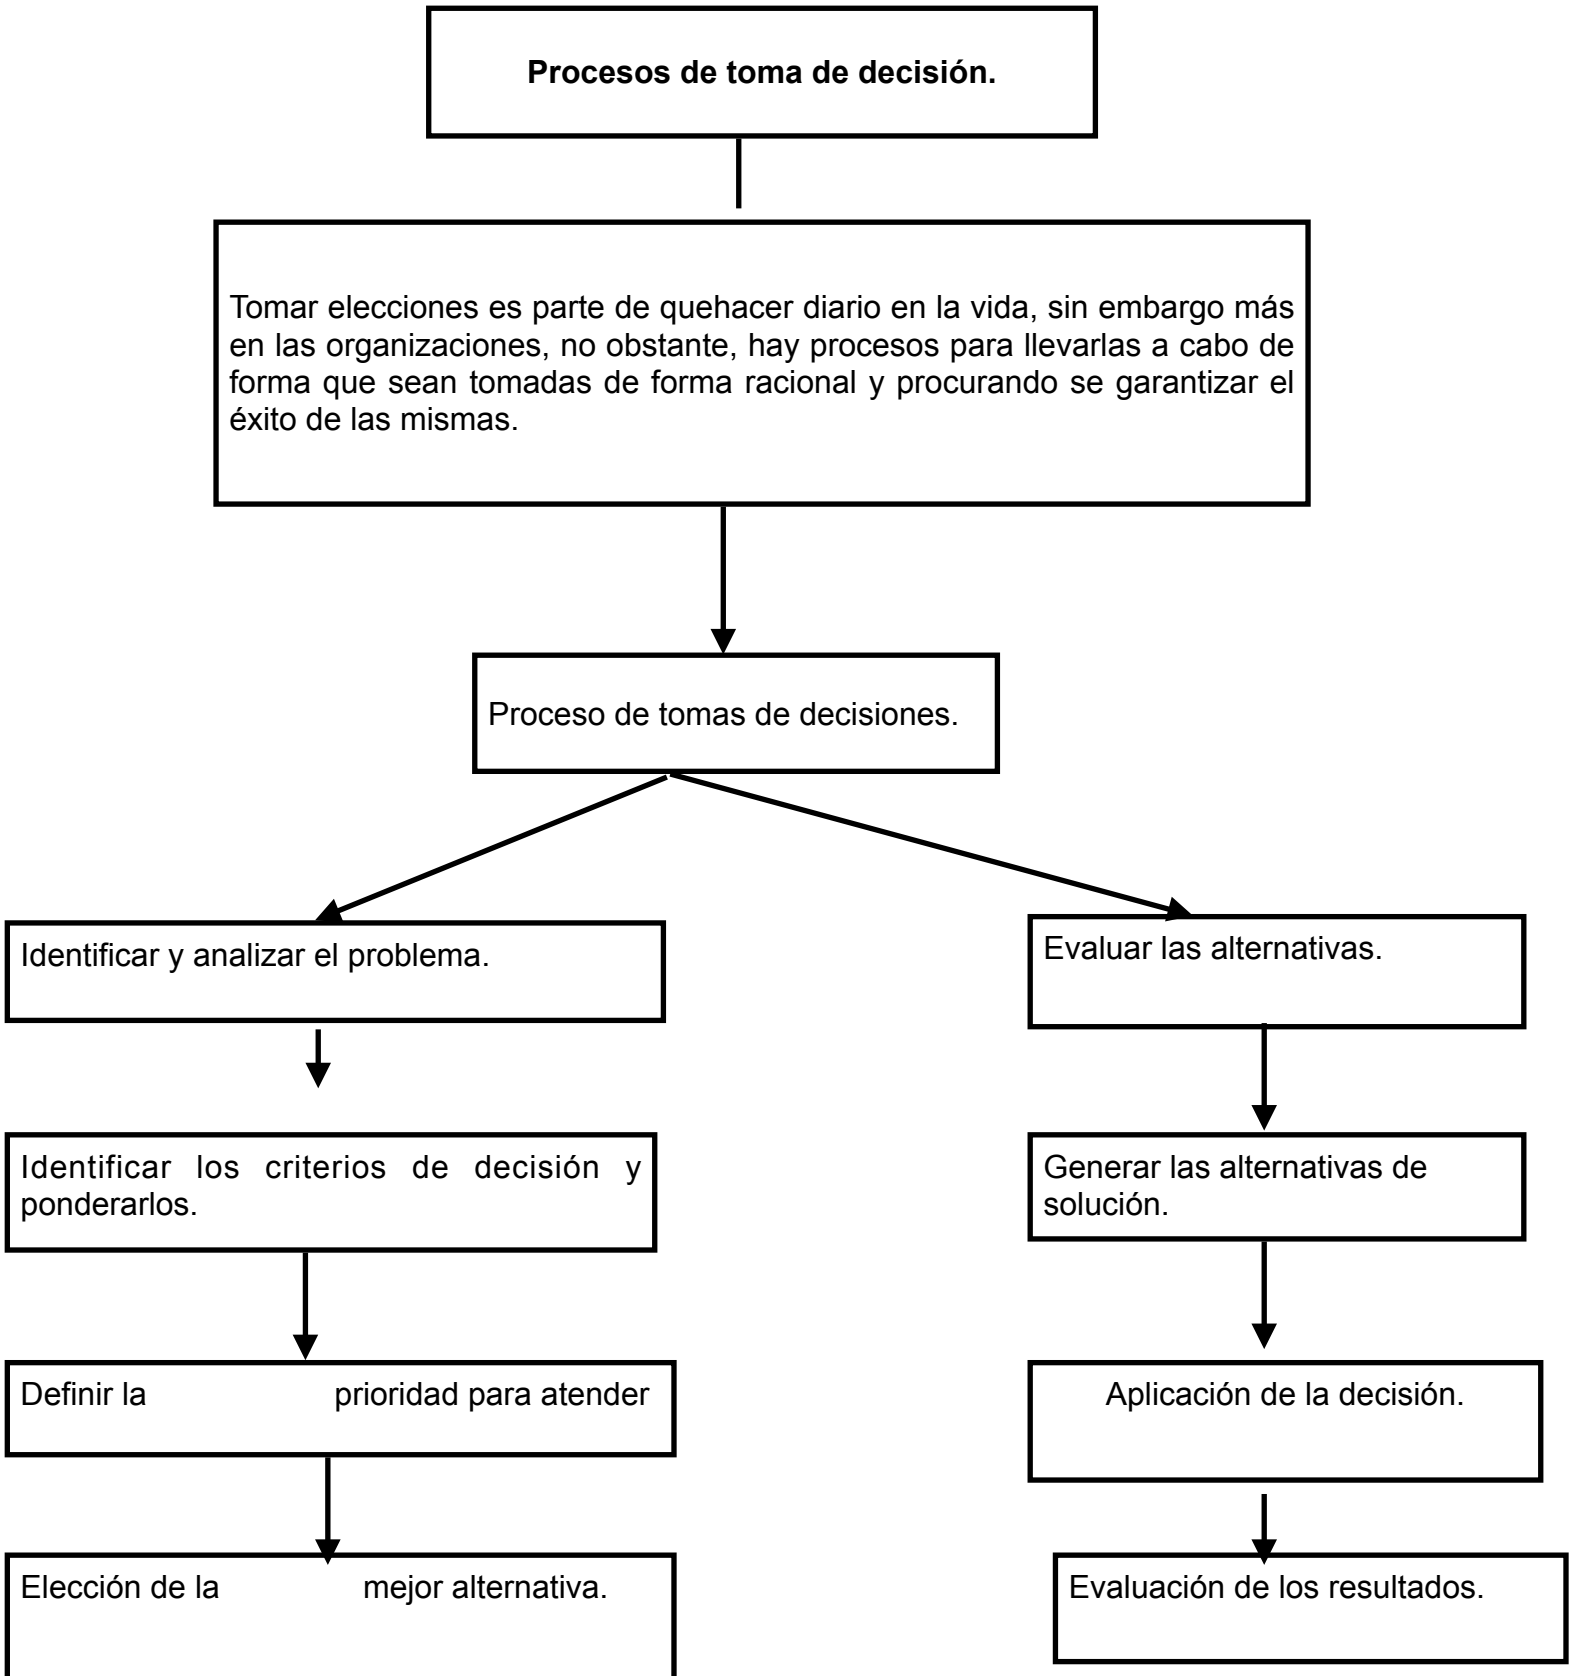 Procesos de toma de decisión.
Tomar elecciones es parte de quehacer diario en la vida, sin embargo más
en las organizaciones, no obstante, hay procesos para llevarlas a cabo de
forma que sean tomadas de forma racional y procurando se garantizar el
éxito de las mismas.
Proceso de tomas de decisiones.
Identificar y analizar el problema.
Evaluar las alternativas.
Identificar los criterios de decisión y
ponderarlos.
Generar las alternativas de
solución.
Definir la prioridad para atender
Aplicación de la decisión.
Elección de la mejor alternativa.
Evaluación de los resultados.